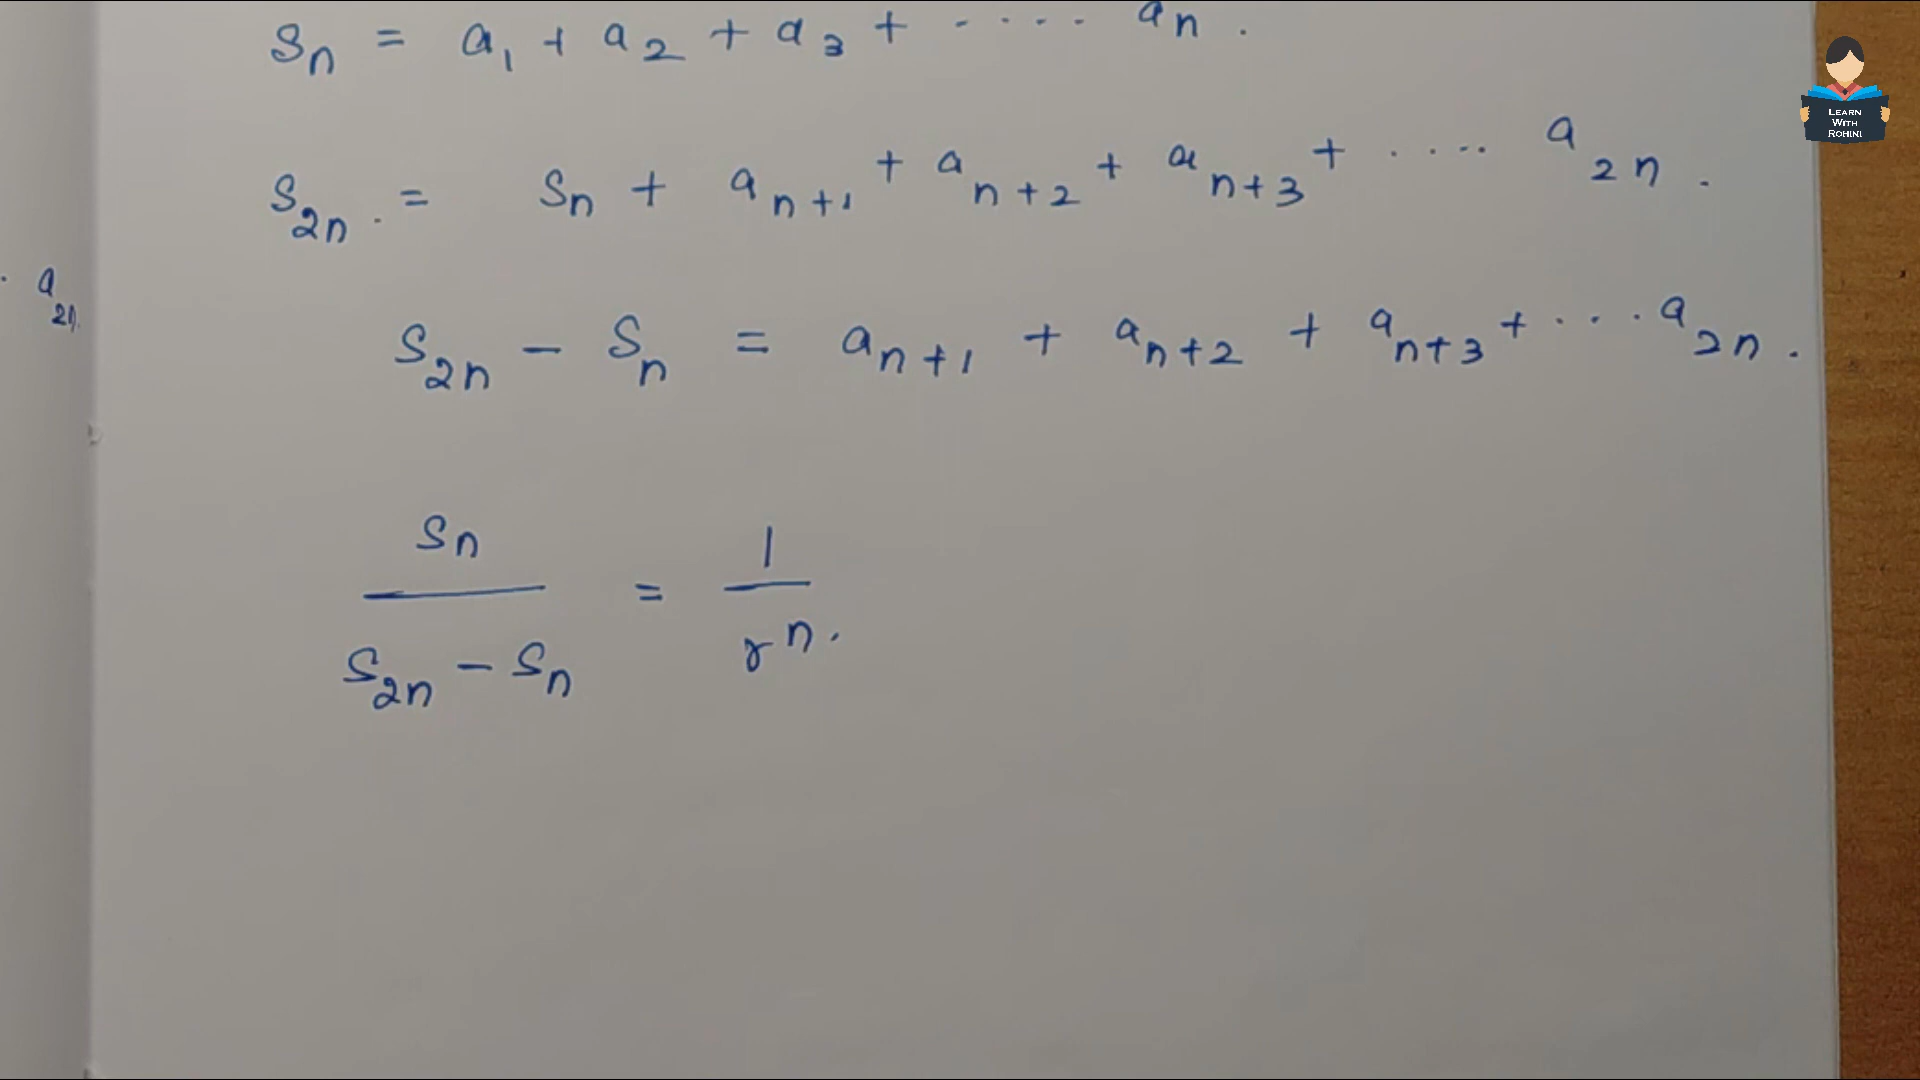 Sn = a1 + a2 + a3 + ..... an.
S2n. = Sn + an+1 + an+2 + an+3 + ..... a2n.
. a2n
S2n - Sn = an+1 + an+2 + an+3 + .... a2n.
Sn / S2n - Sn = 1 / r^n.
LEARN
WITH
ROHINI